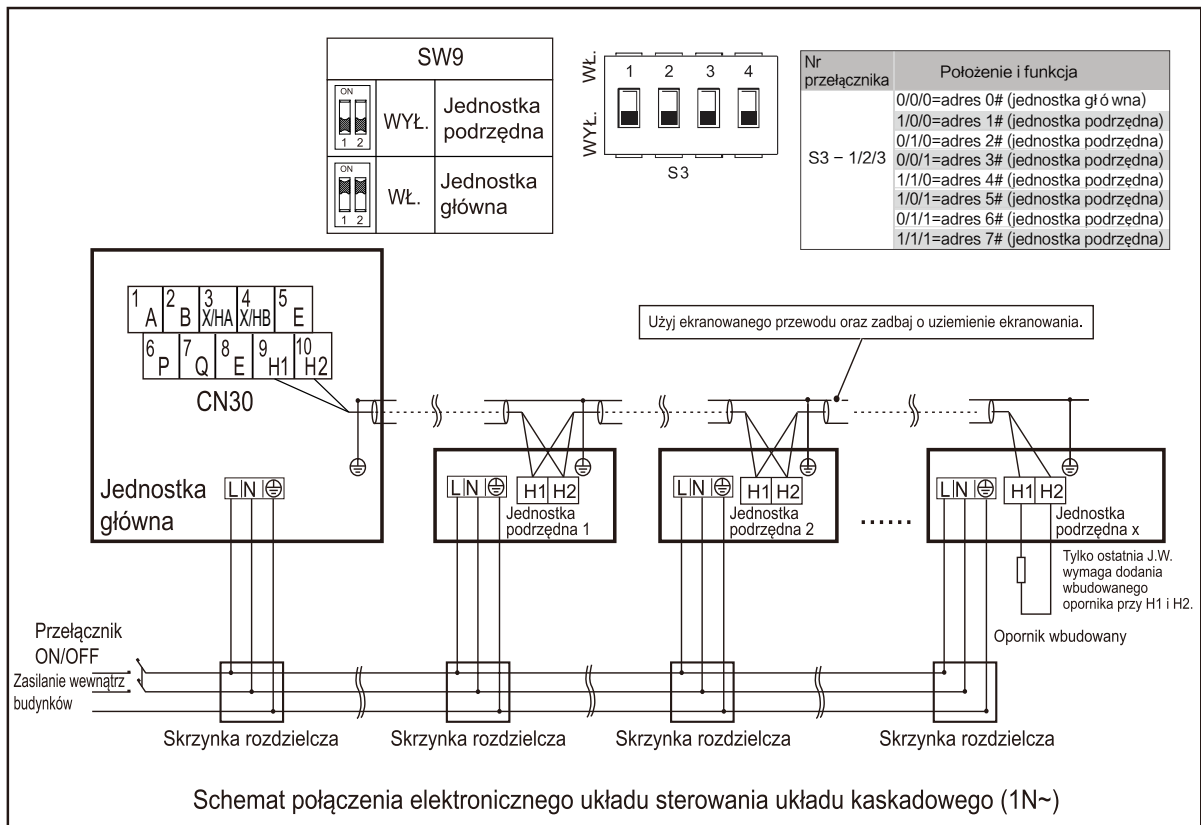 SW9
ON
1 2
WYŁ.
Jednostka
podrzędna
ON
1 2
WŁ.
Jednostka
główna
WŁ.
WYŁ.
1 2 3 4
S3
Nr
przełącznika
Położenie i funkcja
S3 – 1/2/3
0/0/0=adres 0# (jednostka gł ó wna)
1/0/0=adres 1# (jednostka podrzędna)
0/1/0=adres 2# (jednostka podrzędna)
0/0/1=adres 3# (jednostka podrzędna)
1/1/0=adres 4# (jednostka podrzędna)
1/0/1=adres 5# (jednostka podrzędna)
0/1/1=adres 6# (jednostka podrzędna)
1/1/1=adres 7# (jednostka podrzędna)
1 A 2 B 3 X/HA 4 X/HB 5 E
6 P 7 Q 8 E 9 H1 10 H2
CN30
Użyj ekranowanego przewodu oraz zadbaj o uziemienie ekranowania.
Jednostka
główna
L N
L N
H1 H2
Jednostka
podrzędna 1
L N
H1 H2
Jednostka
podrzędna 2
......
L N
H1 H2
Jednostka
podrzędna x
Tylko ostatnia J.W.
wymaga dodania
wbudowanego
opornika przy H1 i H2.
Opornik wbudowany
Przełącznik
ON/OFF
Zasilanie wewnątrz
budynków
Skrzynka rozdzielcza
Skrzynka rozdzielcza
Skrzynka rozdzielcza
Skrzynka rozdzielcza
Schemat połączenia elektronicznego układu sterowania układu kaskadowego (1N~)